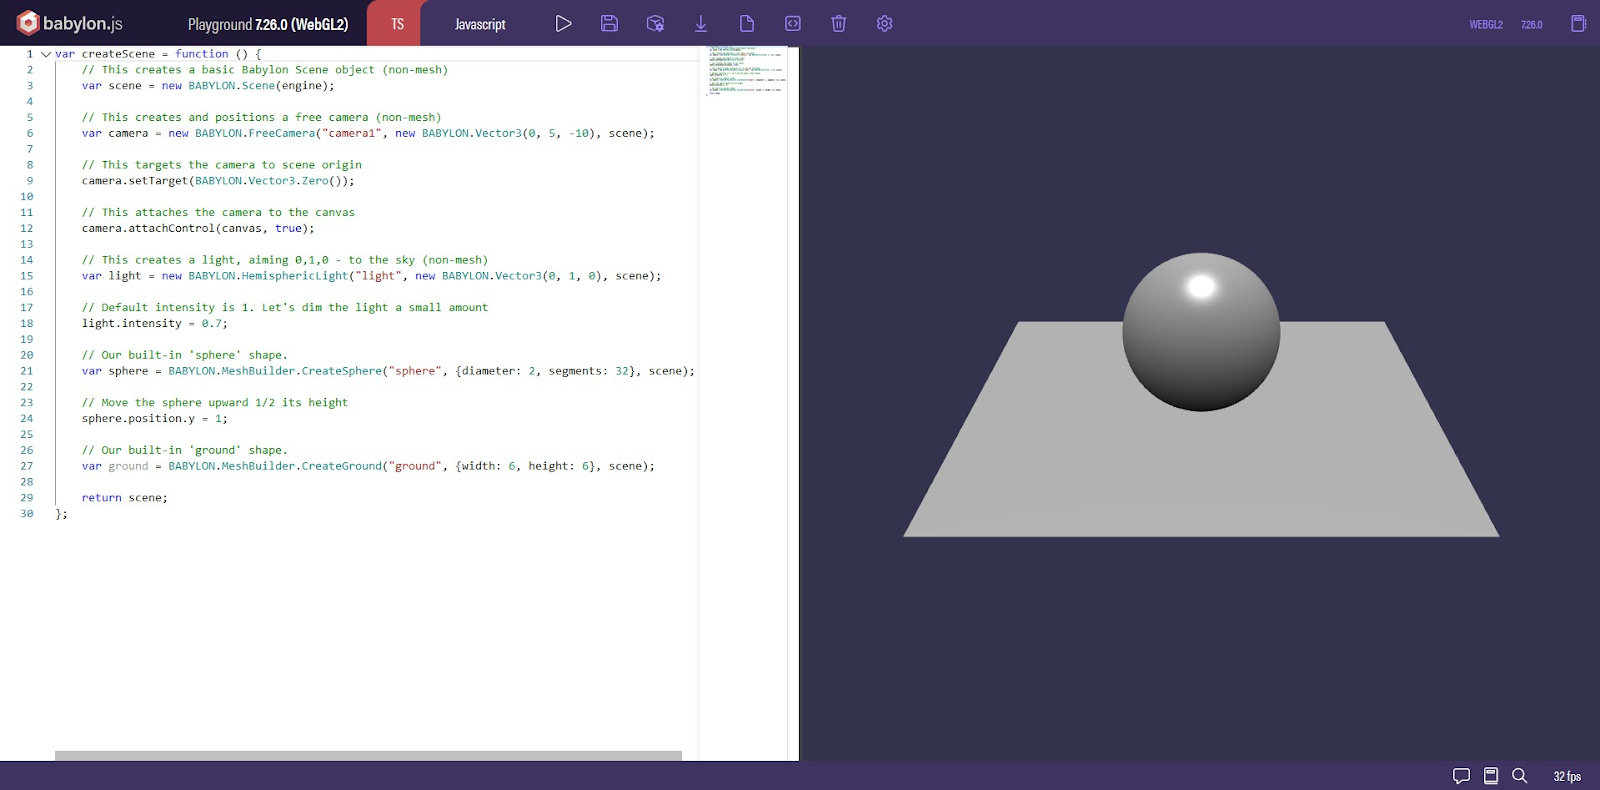 babylon.js Playground 7.26.0 (WebGL2) TS Javascript WEBGL2 7.26.0
1 var createScene = function () {
2 // This creates a basic Babylon Scene object (non-mesh)
3 var scene = new BABYLON.Scene(engine);
4
5 // This creates and positions a free camera (non-mesh)
6 var camera = new BABYLON.FreeCamera("camera1", new BABYLON.Vector3(0, 5, -10), scene);
7
8 // This targets the camera to scene origin
9 camera.setTarget(BABYLON.Vector3.Zero());
10
11 // This attaches the camera to the canvas
12 camera.attachControl(canvas, true);
13
14 // This creates a light, aiming 0,1,0 - to the sky (non-mesh)
15 var light = new BABYLON.HemisphericLight("light", new BABYLON.Vector3(0, 1, 0), scene);
16
17 // Default intensity is 1. Let's dim the light a small amount
18 light.intensity = 0.7;
19
20 // Our built-in 'sphere' shape.
21 var sphere = BABYLON.MeshBuilder.CreateSphere("sphere", {diameter: 2, segments: 32}, scene);
22
23 // Move the sphere upward 1/2 its height
24 sphere.position.y = 1;
25
26 // Our built-in 'ground' shape.
27 var ground = BABYLON.MeshBuilder.CreateGround("ground", {width: 6, height: 6}, scene);
28
29 return scene;
30 };
32 fps